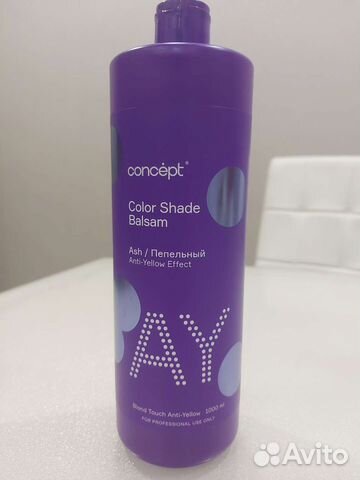 concept®
Color Shade
Balsam
Ash / Пепельный
Anti-Yellow Effect
AY
Blond Touch Anti-Yellow 1000 ml
FOR PROFESSIONAL USE ONLY
Avito